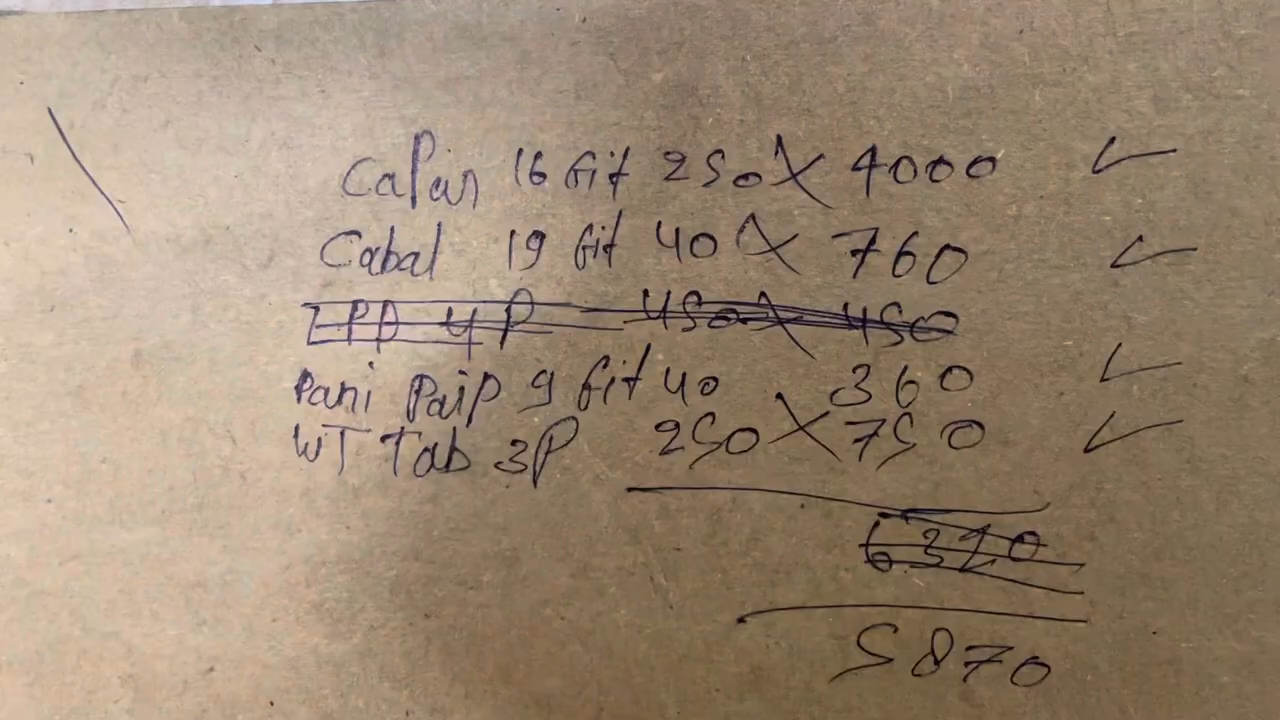 Capar 16 fit 250 X 4000 ✓
Cabal 19 fit 40 X 760 ✓
EPD 4P 450 X 450
Pani Paip 9 fit 40 360 ✓
WT Tab 3P 250 X 750 ✓
6320
5870